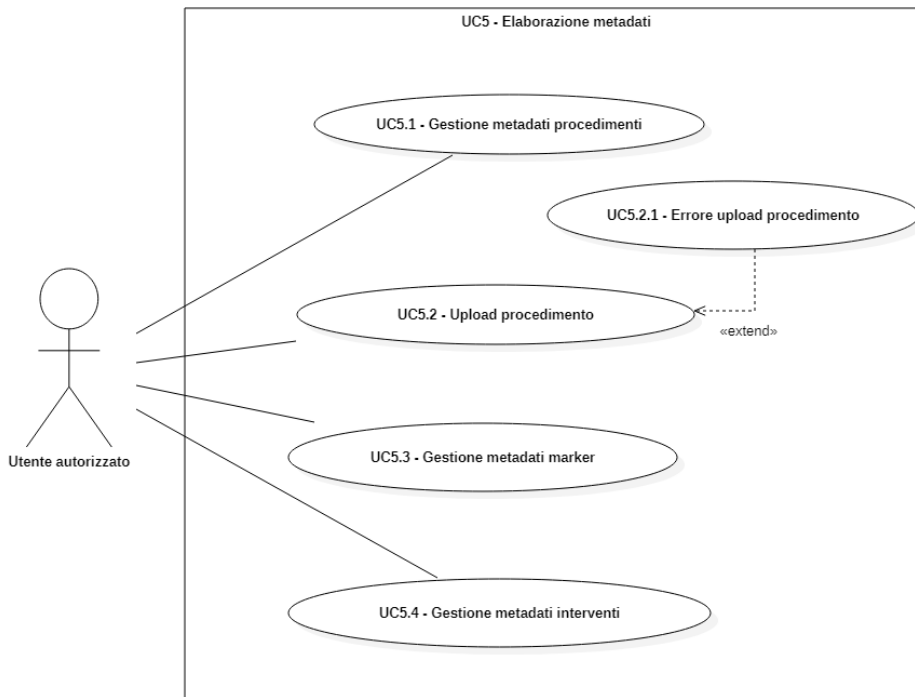 UC5 - Elaborazione metadati
UC5.1 - Gestione metadati procedimenti
UC5.2.1 - Errore upload procedimento
UC5.2 - Upload procedimento
«extend»
UC5.3 - Gestione metadati marker
Utente autorizzato
UC5.4 - Gestione metadati interventi